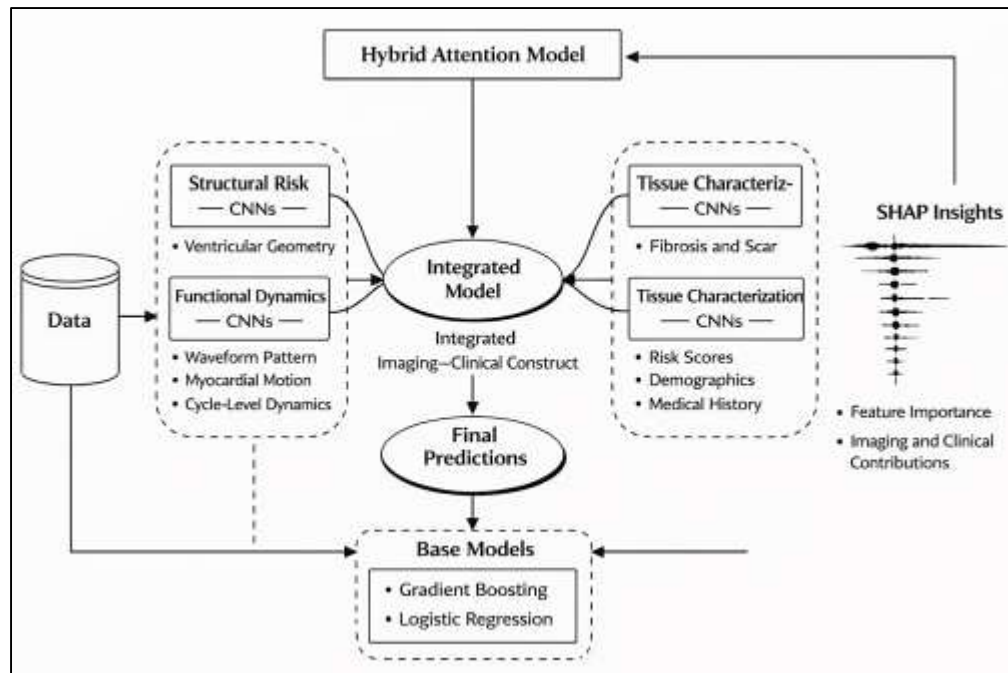 Hybrid Attention Model
Structural Risk
— CNNs —
• Ventricular Geometry
Data
Functional Dynamics
— CNNs —
• Waveform Pattern
• Myocardial Motion
• Cycle-Level Dynamics
Integrated
Model
Integrated
Imaging—Clinical Construct
Final
Predictions
Tissue Characteriz-
— CNNs —
• Fibrosis and Scar
Tissue Characterization
— CNNs —
• Risk Scores
• Demographics
• Medical History
SHAP Insights
• Feature Importance
• Imaging and Clinical
Contributions
Base Models
• Gradient Boosting
• Logistic Regression